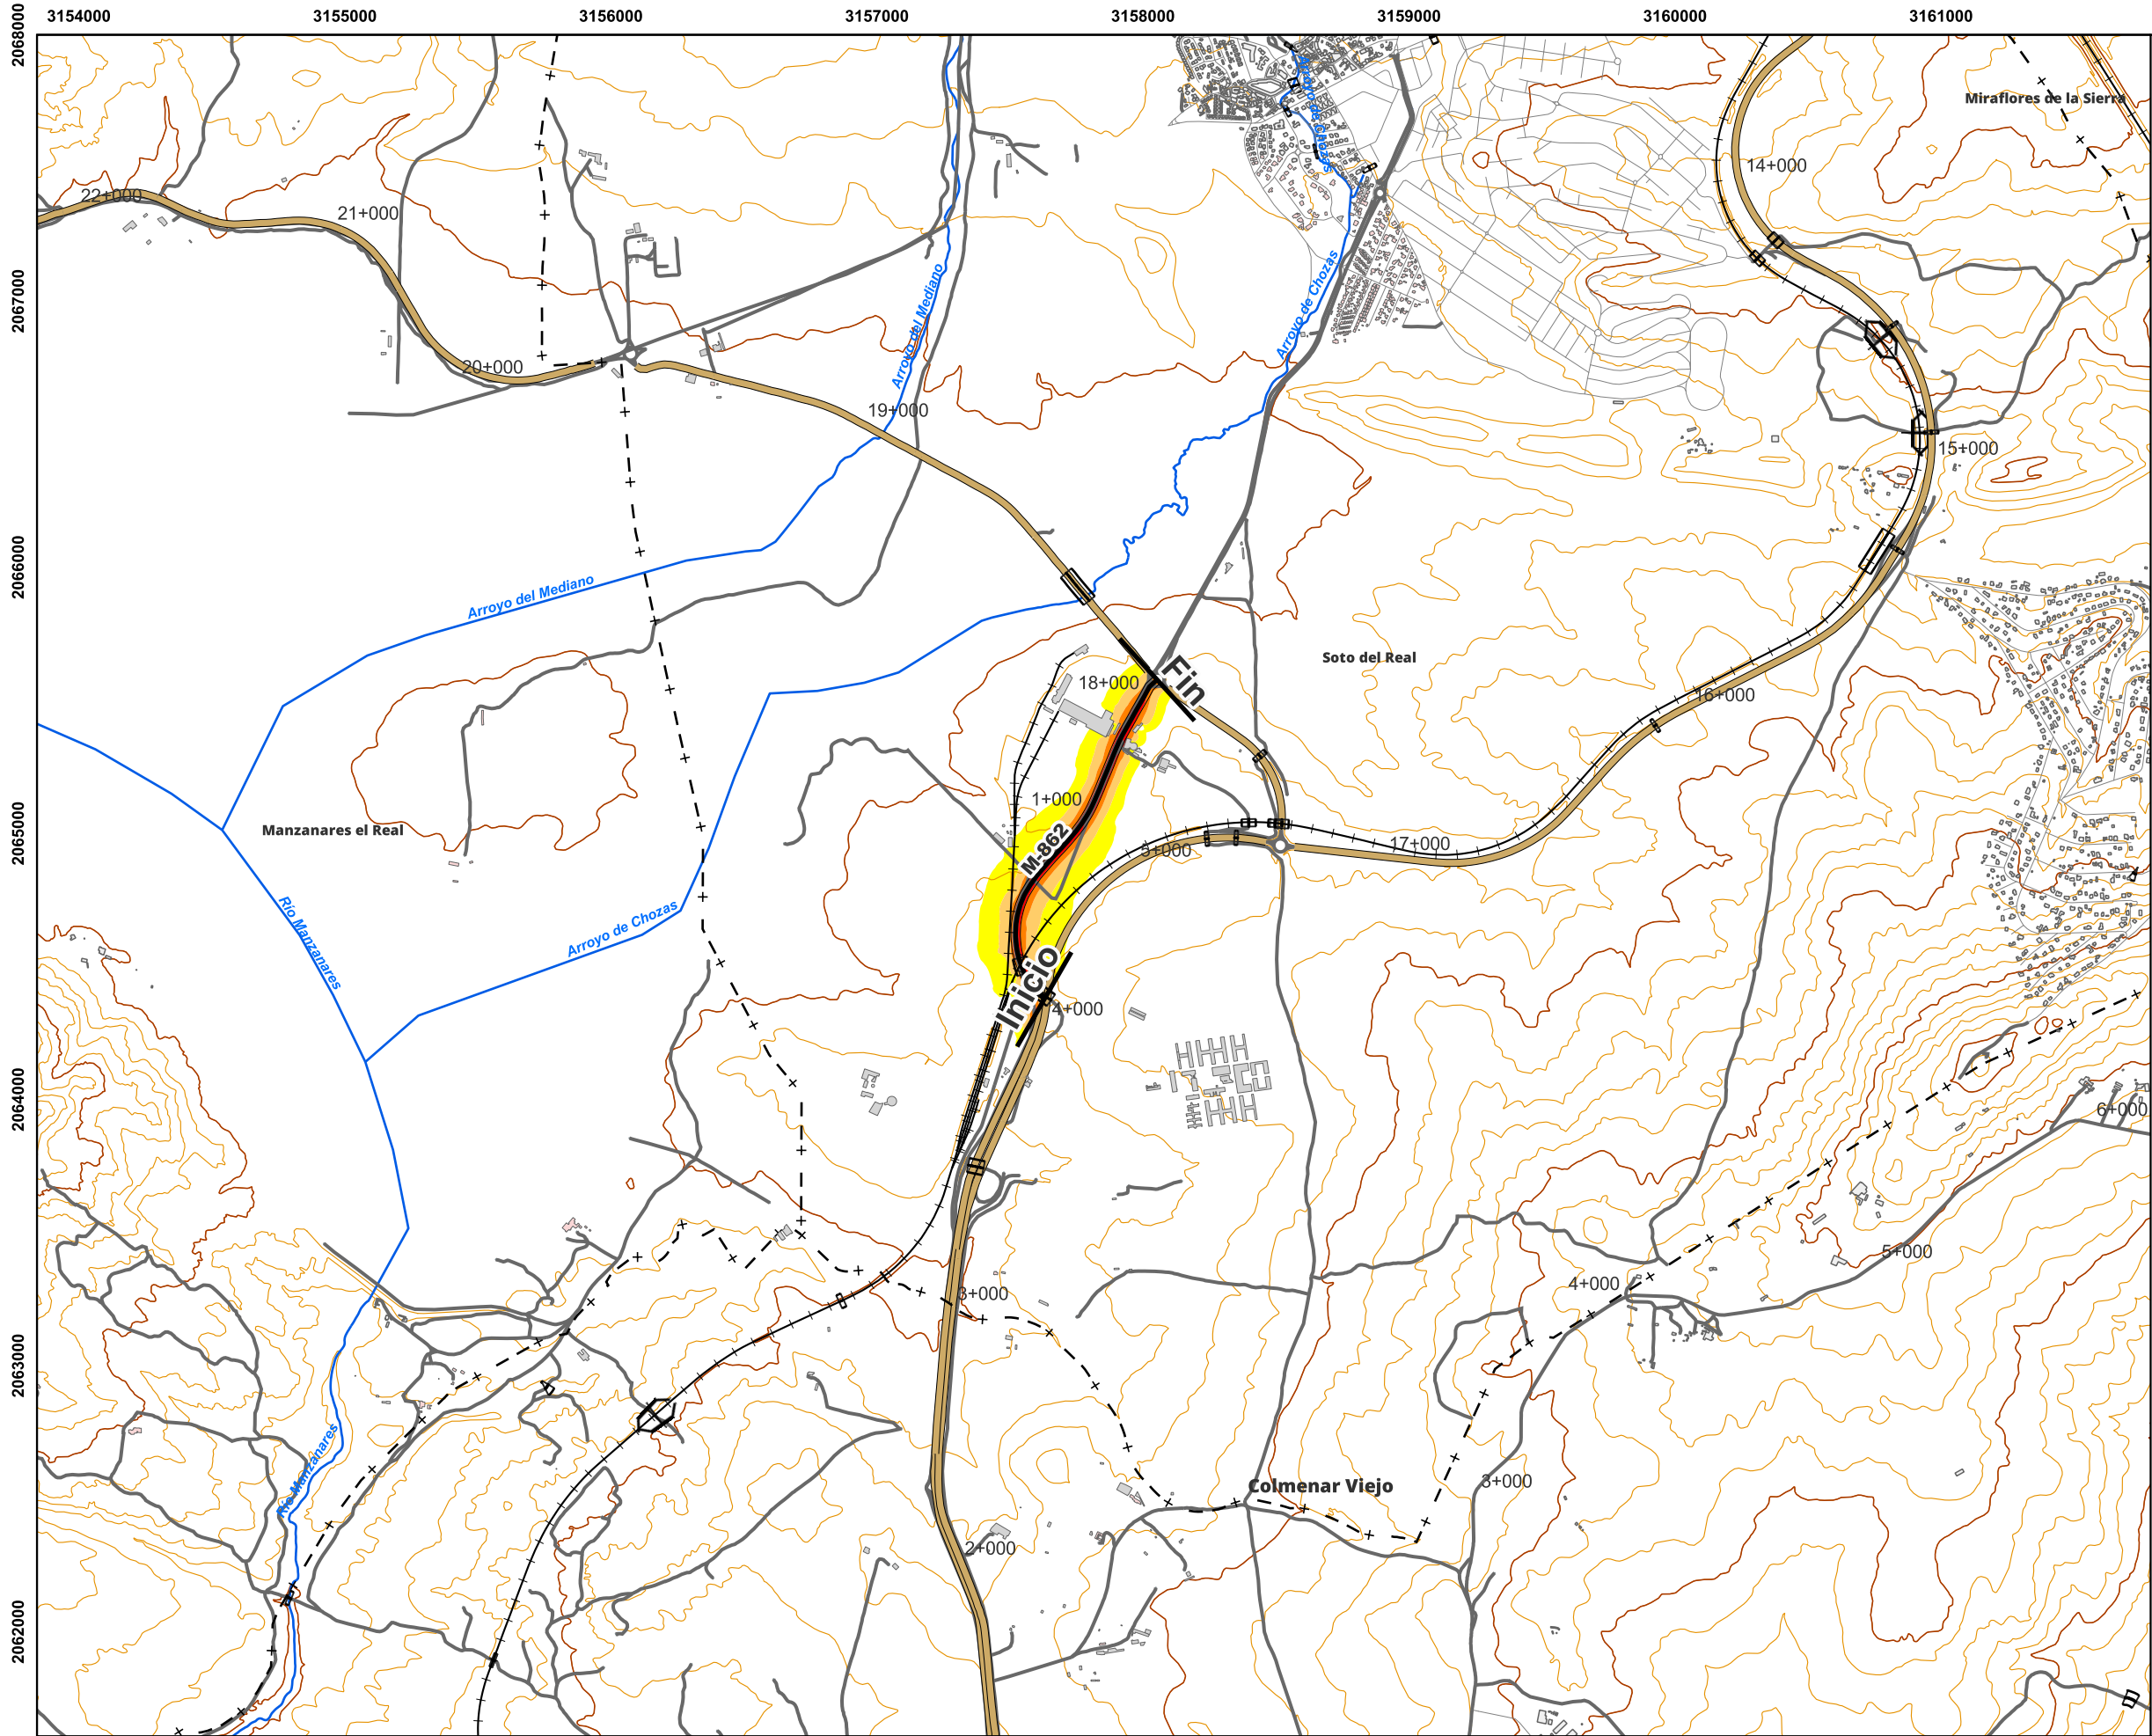 3154000 3155000 3156000 3157000 3158000 3159000 3160000 3161000
2068000
Miraflores de la Sierra
Arroyo de Chozas
14+000
22+000
21+000
2067000
Arroyo del Mediano
Arroyo de Chozas
20+000
19+000
15+000
2066000
Arroyo del Mediano
Soto del Real
Fin
18+000
16+000
1+000
2065000
Manzanares el Real
M-862
5+000
17+000
Río Manzanares
Arroyo de Chozas
Inicio
4+000
2064000
6+000
5+000
4+000
3+000
2063000
Río Manzanares
Colmenar Viejo
3+000
2+000
2062000